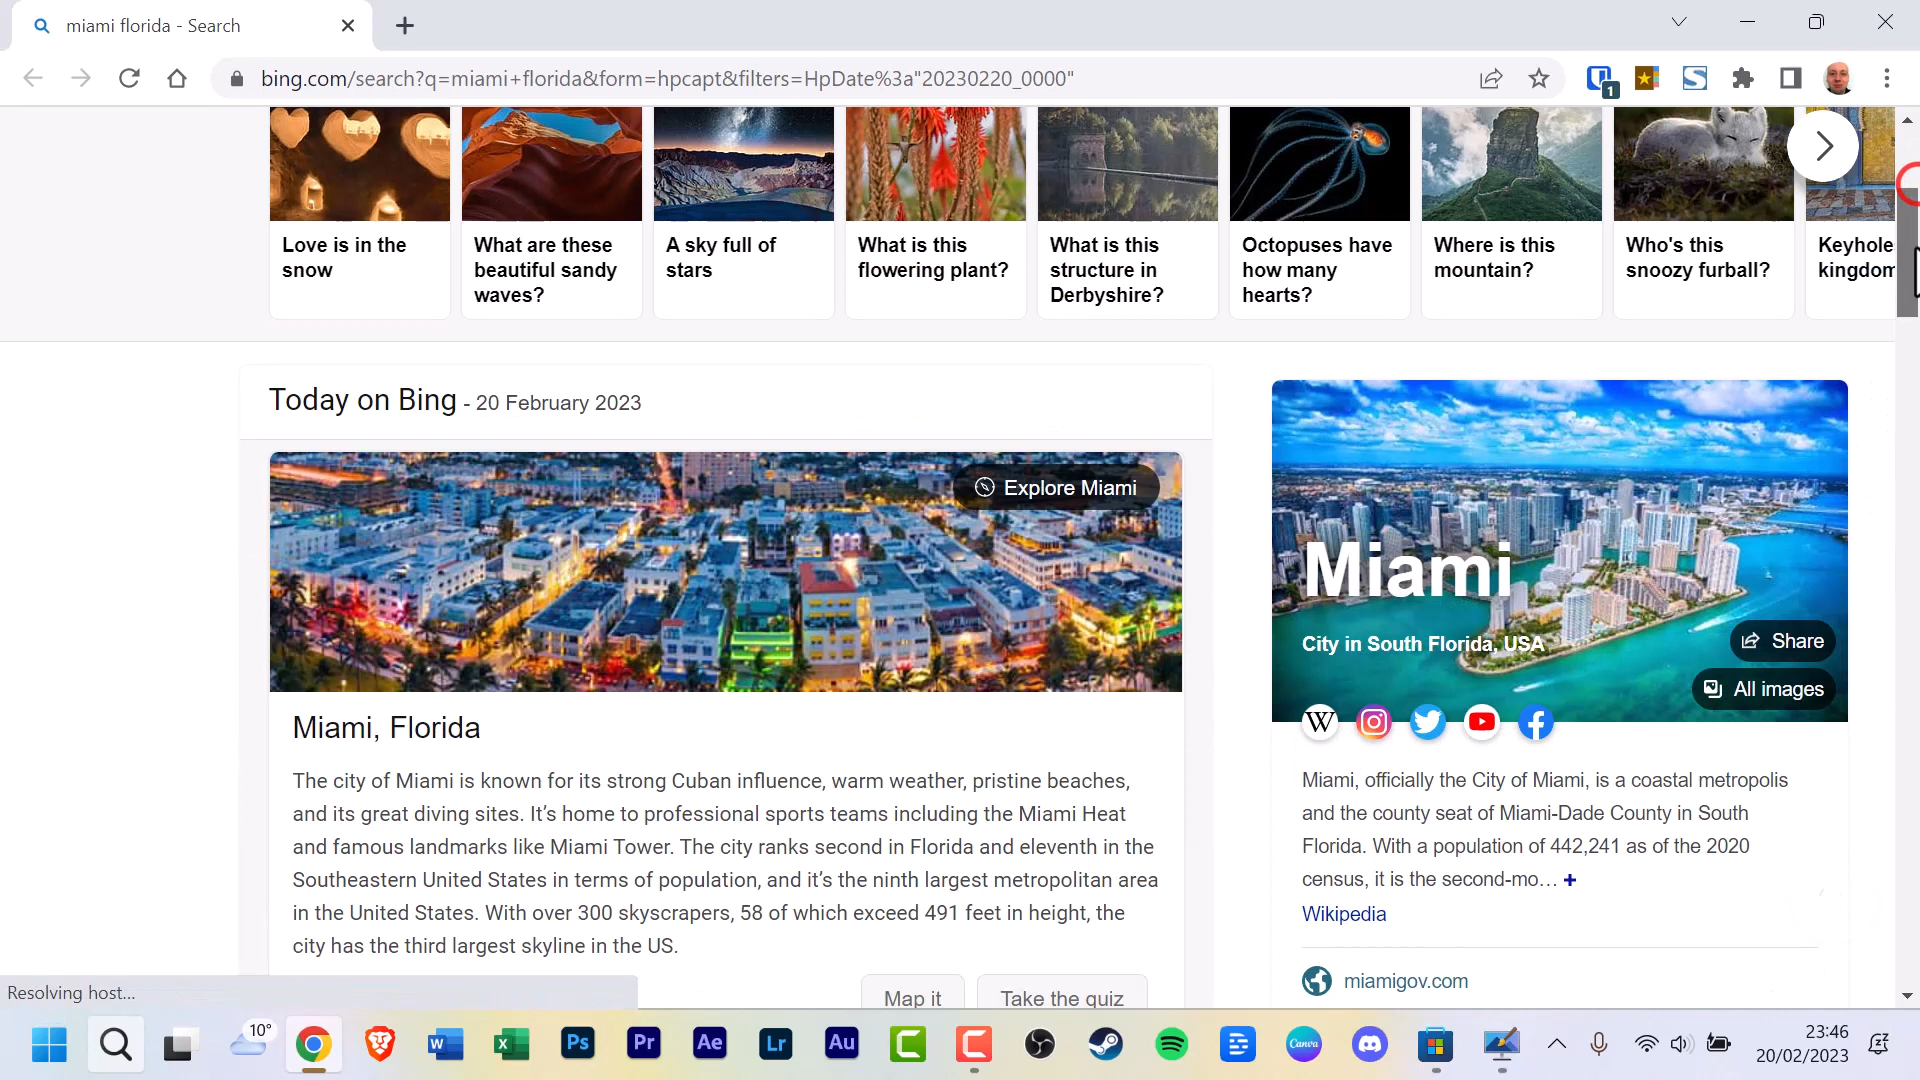 miami florida - Search
bing.com/search?q=miami+florida&form=hpcapt&filters=HpDate%3a"20230220_0000"
1
Love is in the
snow
What are these
beautiful sandy
waves?
A sky full of
stars
What is this
flowering plant?
What is this
structure in
Derbyshire?
Octopuses have
how many
hearts?
Where is this
mountain?
Who's this
snoozy furball?
Keyhole
kingdom
Today on Bing - 20 February 2023
Explore Miami
Miami, Florida
The city of Miami is known for its strong Cuban influence, warm weather, pristine beaches,
and its great diving sites. It’s home to professional sports teams including the Miami Heat
and famous landmarks like Miami Tower. The city ranks second in Florida and eleventh in the
Southeastern United States in terms of population, and it’s the ninth largest metropolitan area
in the United States. With over 300 skyscrapers, 58 of which exceed 491 feet in height, the
city has the third largest skyline in the US.
Map it
Take the quiz
Miami
City in South Florida, USA
Share
All images
W
Miami, officially the City of Miami, is a coastal metropolis
and the county seat of Miami-Dade County in South
Florida. With a population of 442,241 as of the 2020
census, it is the second-mo… +
Wikipedia
miamigov.com
Resolving host...
10°
W
X
Ps
Pr
Ae
Lr
Au
Canva
23:46
20/02/2023